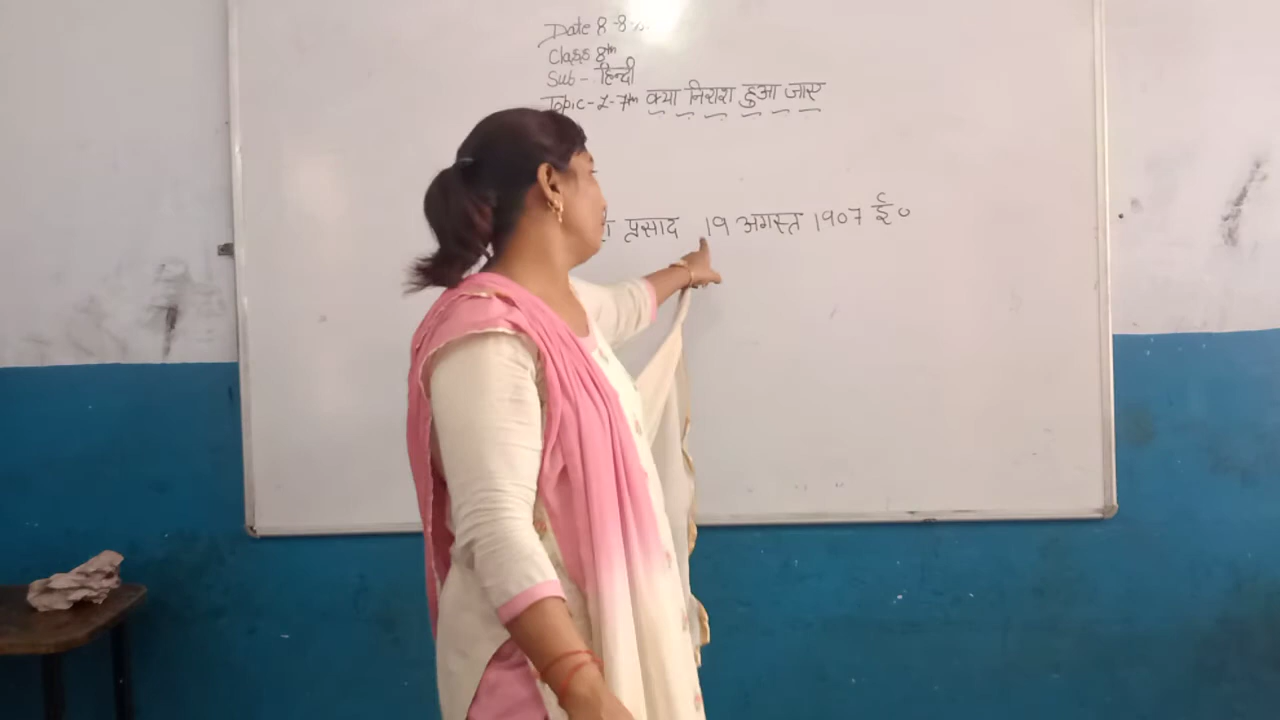 Date 8-8-
Class 8th
Sub- हिन्दी
Topic-L-7th क्या निराश हुआ जाए
प्रसाद 19 अगस्त 1907 ई०